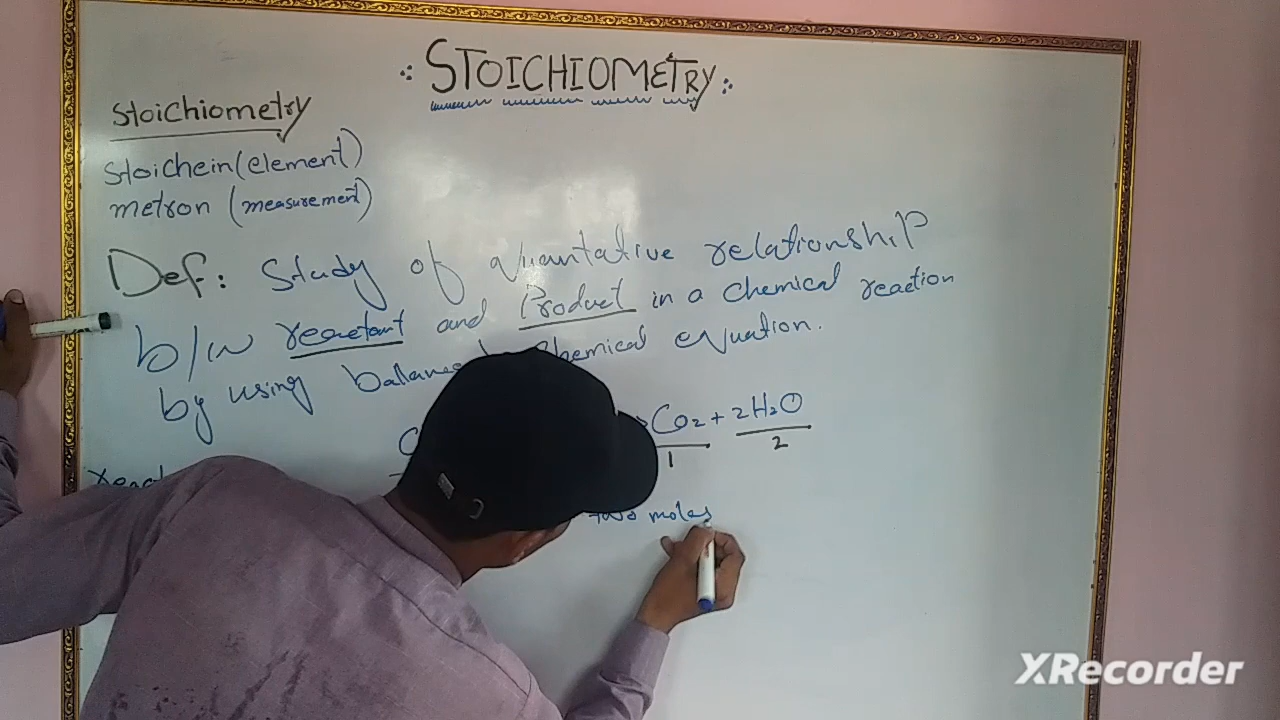 ∴ STOICHIOMETRY ∴
Stoichiometry
Stoichein (element)
metron (measurement)
Def: Study of quantative relationship
b/w reactant and Product in a chemical reaction
by using chemical equation.
CO2 + 2H2O
1 2
two moles
XRecorder